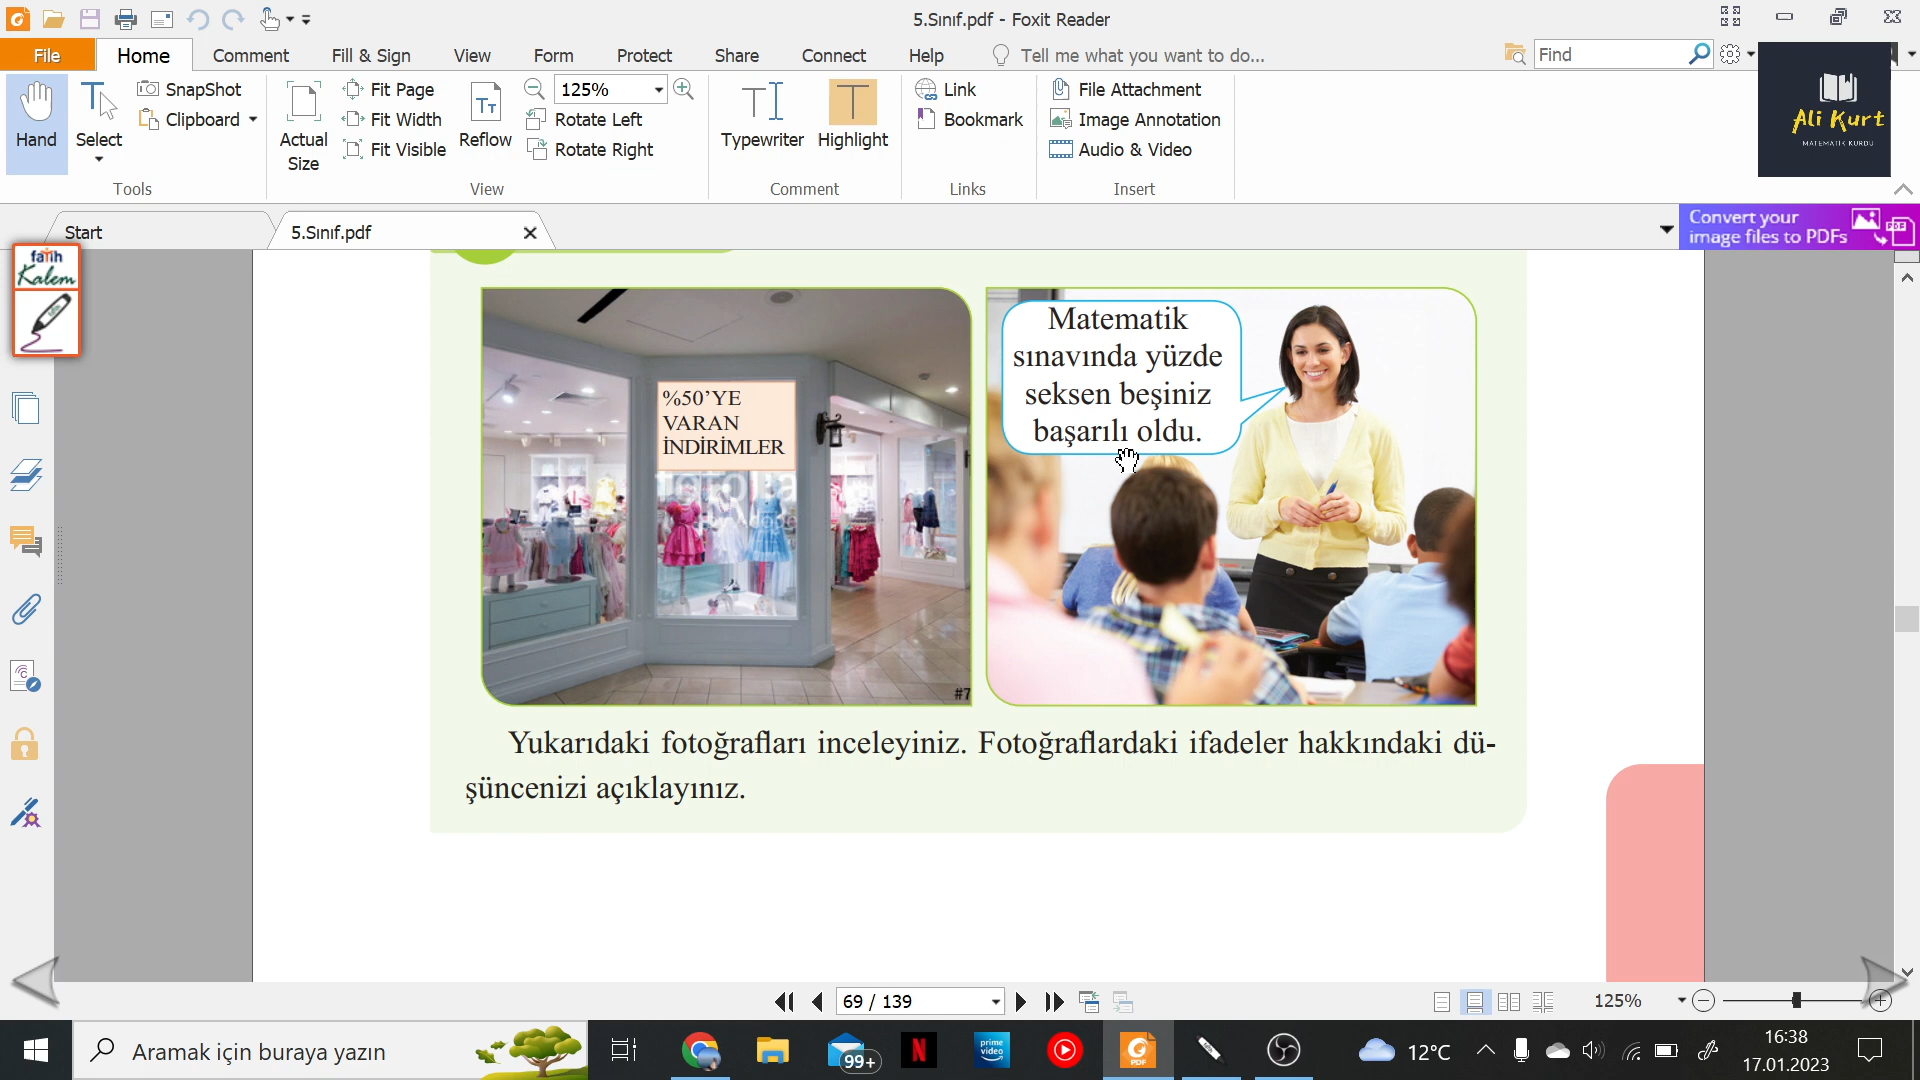 5.Sınıf.pdf - Foxit Reader
File Home Comment Fill & Sign View Form Protect Share Connect Help Tell me what you want to do... Find
Hand
Select
SnapShot
Clipboard
Tools
Actual Size
Fit Page
Fit Width
Fit Visible
Reflow
125%
Rotate Left
Rotate Right
View
Typewriter
Highlight
Comment
Link
Bookmark
Links
File Attachment
Image Annotation
Audio & Video
Insert
Ali Kurt
MATEMATİK KURDU
Start
5.Sınıf.pdf
Convert your
image files to PDFs
fatih
Kalem
%50’YE
VARAN
İNDİRİMLER
#7
Matematik
sınavında yüzde
seksen beşiniz
başarılı oldu.
Yukarıdaki fotoğrafları inceleyiniz. Fotoğraflardaki ifadeler hakkındaki dü-
şüncenizi açıklayınız.
69 / 139
125%
Aramak için buraya yazın
99+
prime video
PDF
12°C
16:38
17.01.2023